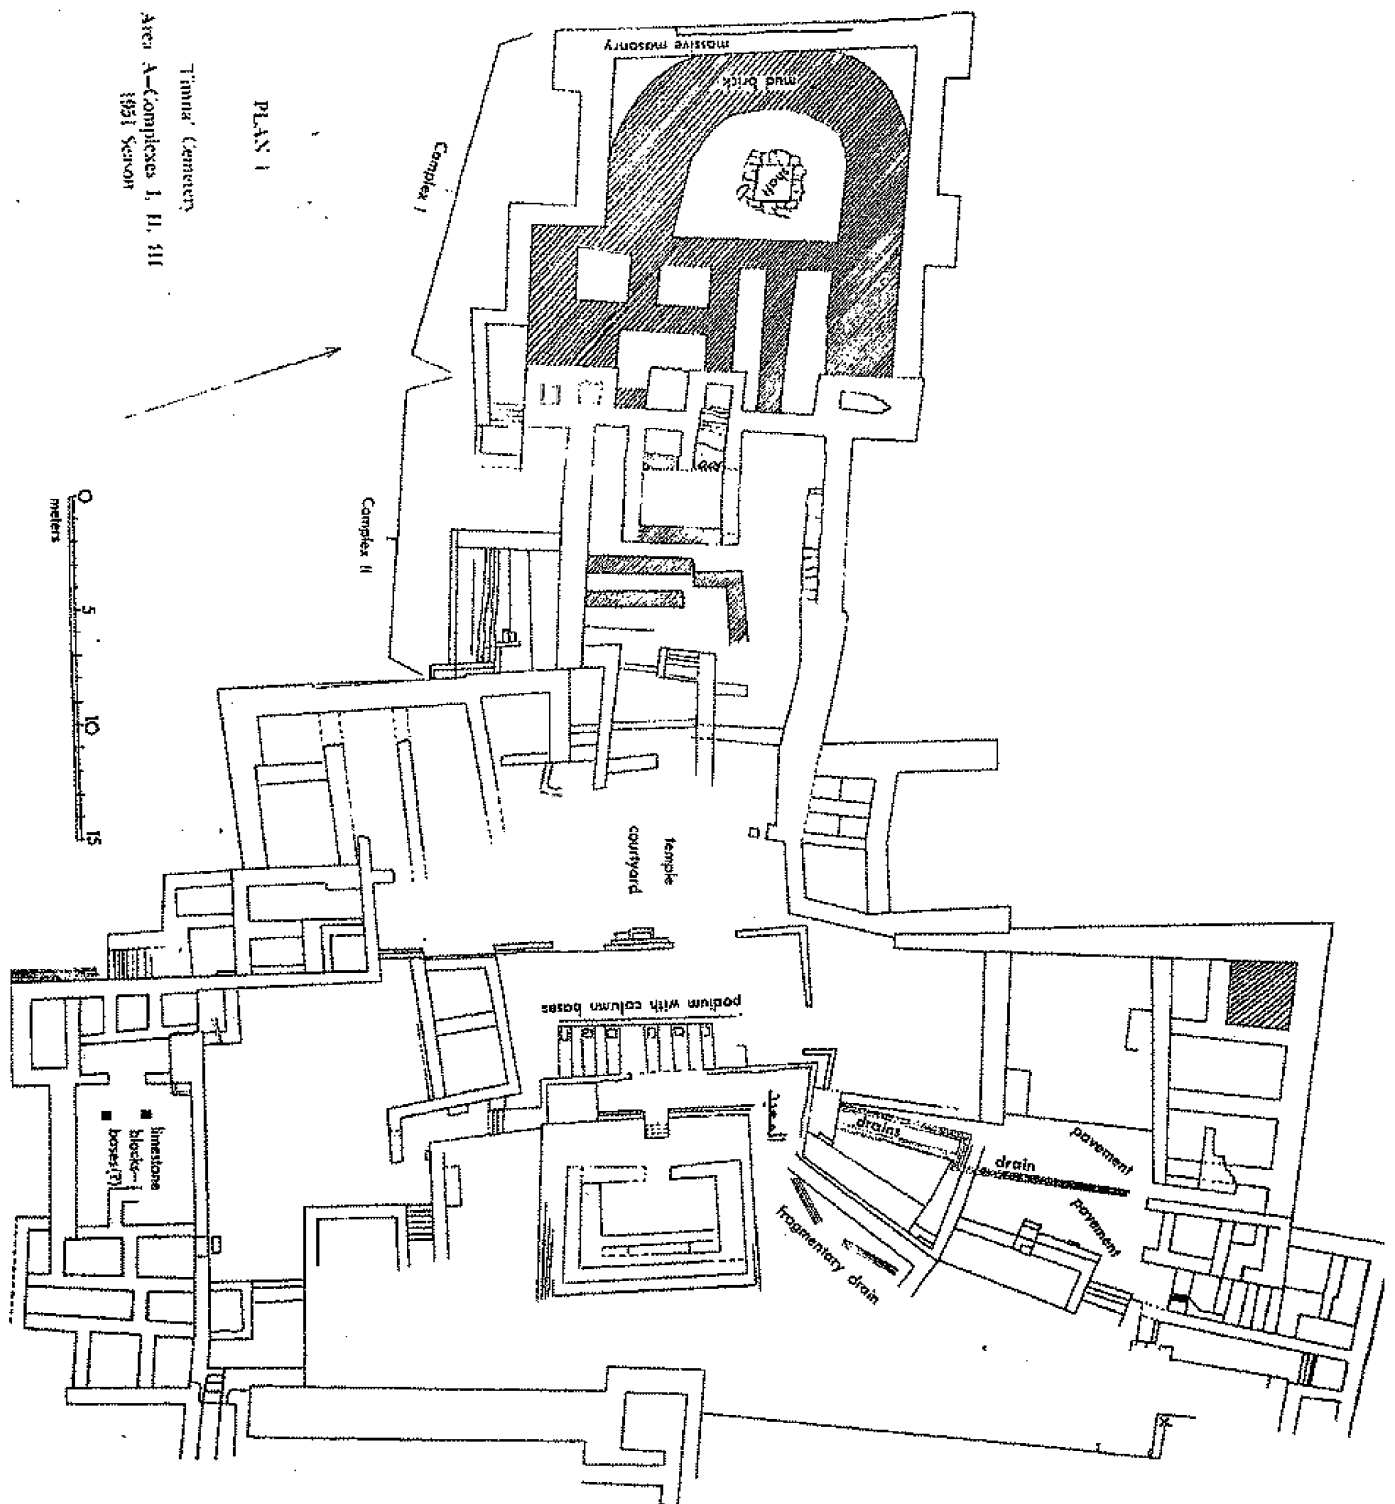 PLAN I
Timna' Cemetery
Area A—Complexes I, II, III
1951 Season
massive masonry
mud brick
shaft
Complex I
Complex II
0
5
10
15
meters
temple
courtyard
podium with column bases
limestone
blocks—
bases(?)
drains
drain
pavement
pavement
fragmentary drain